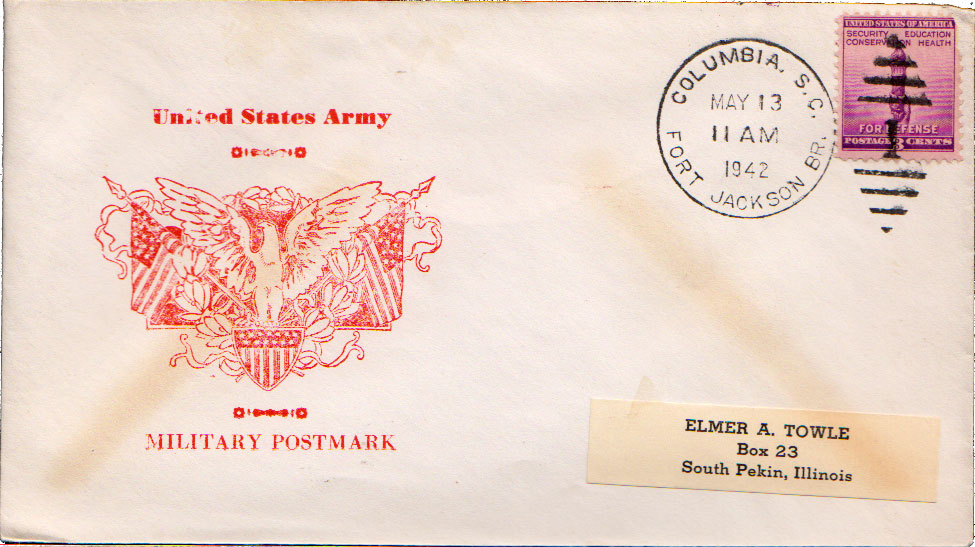 United States Army
MILITARY POSTMARK
COLUMBIA, S.C.
MAY 13
11 AM
1942
FORT JACKSON BR.
UNITED STATES OF AMERICA
SECURITY EDUCATION
CONSERVATION HEALTH
FOR DEFENSE
POSTAGE 3 CENTS
ELMER A. TOWLE
Box 23
South Pekin, Illinois